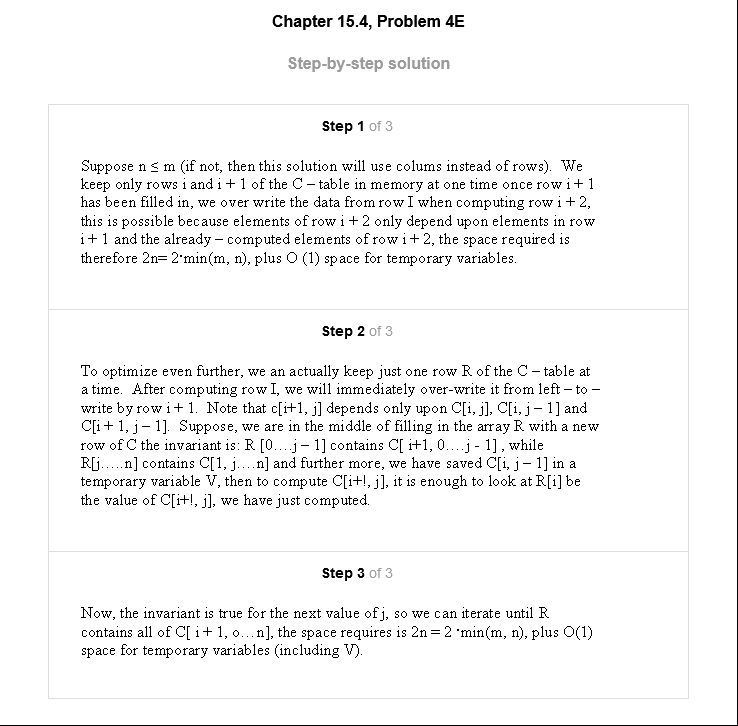 Chapter 15.4, Problem 4E
Step-by-step solution
Step 1 of 3
Suppose n ≤ m (if not, then this solution will use colums instead of rows). We
keep only rows i and i + 1 of the C – table in memory at one time once row i + 1
has been filled in, we over write the data from row I when computing row i + 2,
this is possible because elements of row i + 2 only depend upon elements in row
i + 1 and the already – computed elements of row i + 2, the space required is
therefore 2n= 2·min(m, n), plus O (1) space for temporary variables.
Step 2 of 3
To optimize even further, we an actually keep just one row R of the C – table at
a time. After computing row I, we will immediately over-write it from left – to –
write by row i + 1. Note that c[i+1, j] depends only upon C[i, j], C[i, j – 1] and
C[i + 1, j – 1]. Suppose, we are in the middle of filling in the array R with a new
row of C the invariant is: R [0....j – 1] contains C[ i+1, 0....j - 1] , while
R[j.....n] contains C[1, j....n] and further more, we have saved C[i, j – 1] in a
temporary variable V, then to compute C[i+!, j], it is enough to look at R[i] be
the value of C[i+!, j], we have just computed.
Step 3 of 3
Now, the invariant is true for the next value of j, so we can iterate until R
contains all of C[ i + 1, o...n], the space requires is 2n = 2 ·min(m, n), plus O(1)
space for temporary variables (including V).